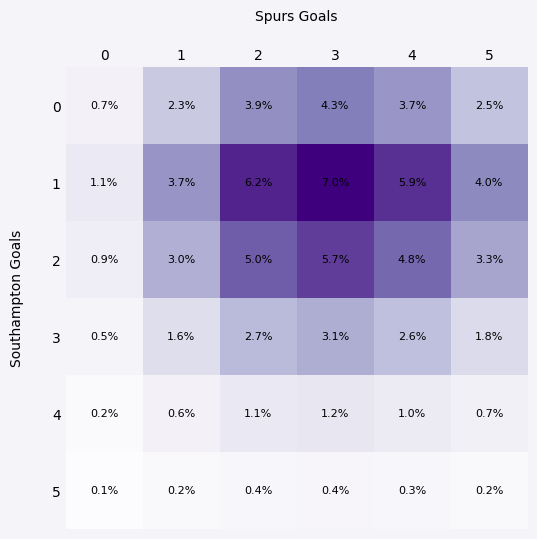 Spurs Goals
0 1 2 3 4 5
0 0.7% 2.3% 3.9% 4.3% 3.7% 2.5%
1 1.1% 3.7% 6.2% 7.0% 5.9% 4.0%
2 0.9% 3.0% 5.0% 5.7% 4.8% 3.3%
3 0.5% 1.6% 2.7% 3.1% 2.6% 1.8%
4 0.2% 0.6% 1.1% 1.2% 1.0% 0.7%
5 0.1% 0.2% 0.4% 0.4% 0.3% 0.2%
Southampton Goals